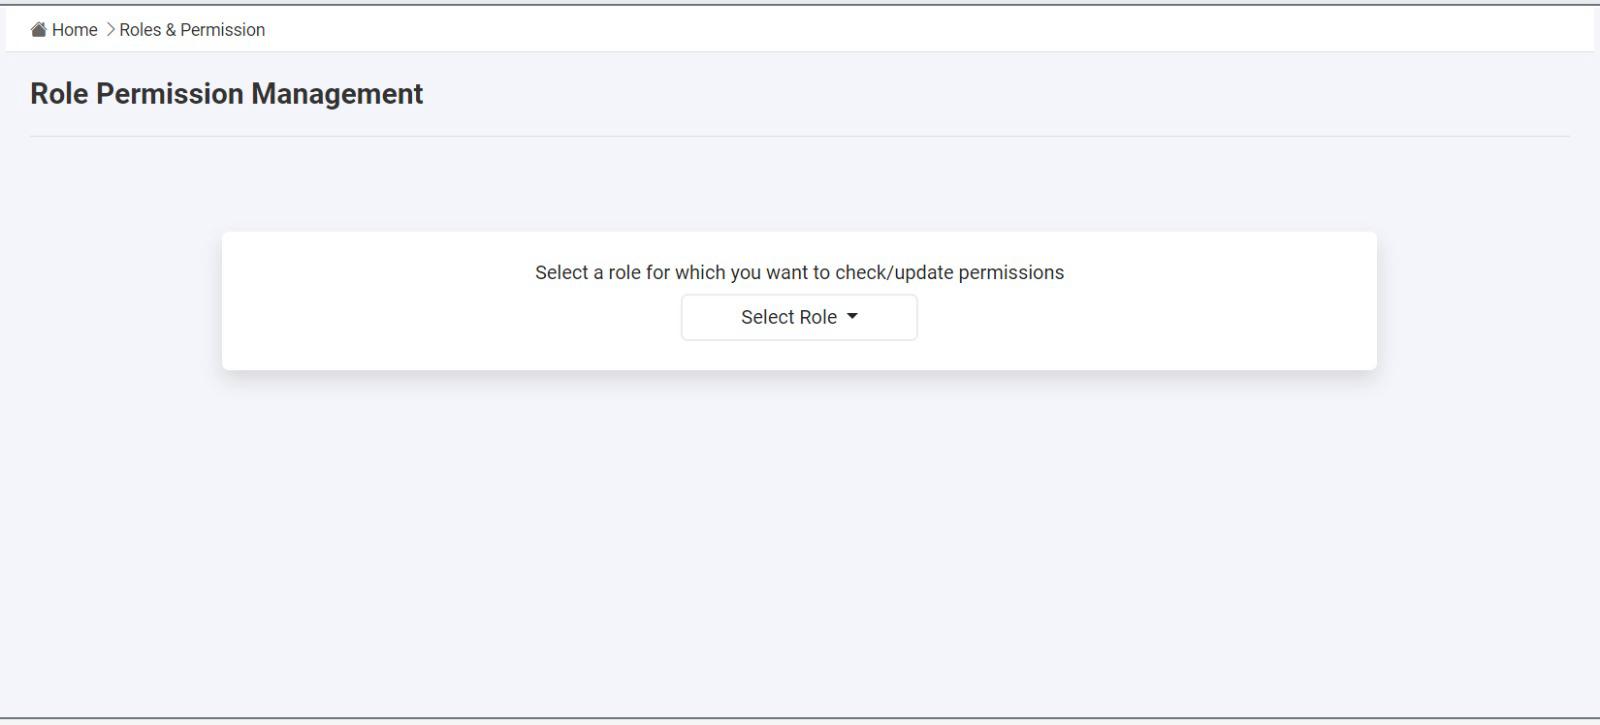 Home > Roles & Permission
Role Permission Management
Select a role for which you want to check/update permissions
Select Role